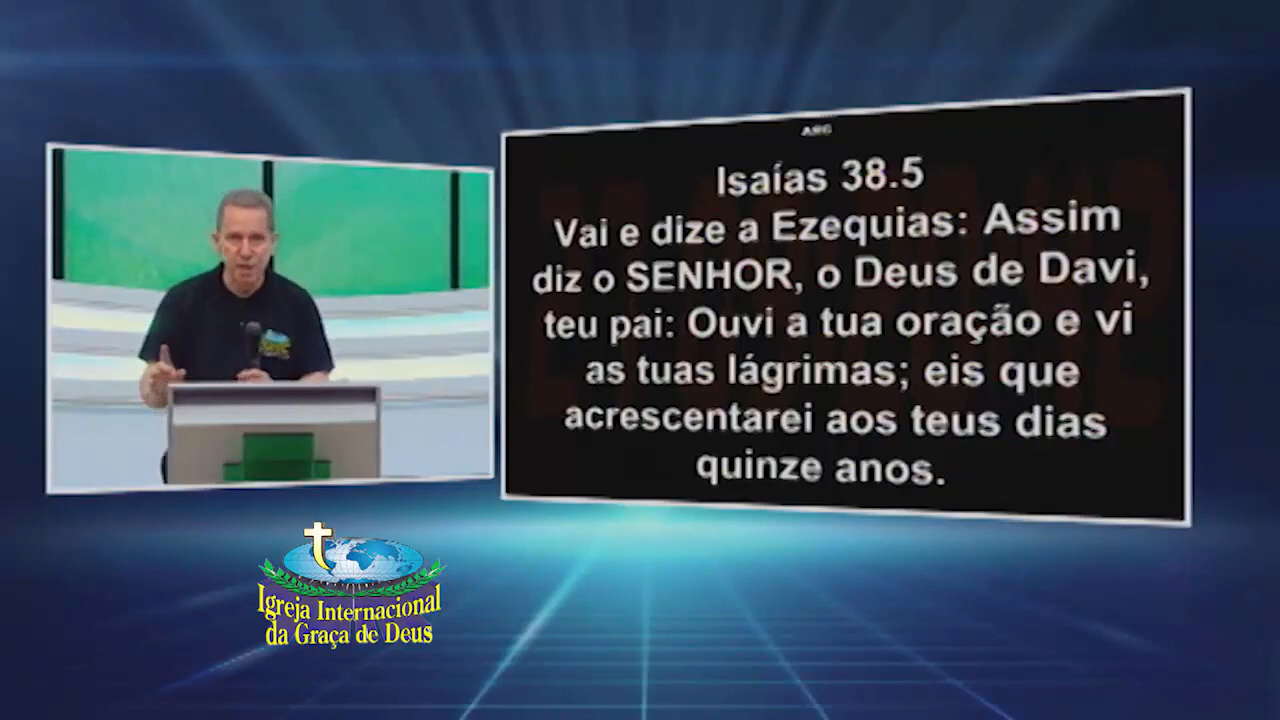 ARC
Isaías 38.5
Vai e dize a Ezequias: Assim
diz o SENHOR, o Deus de Davi,
teu pai: Ouvi a tua oração e vi
as tuas lágrimas; eis que
acrescentarei aos teus dias
quinze anos.
Igreja Internacional
da Graça de Deus